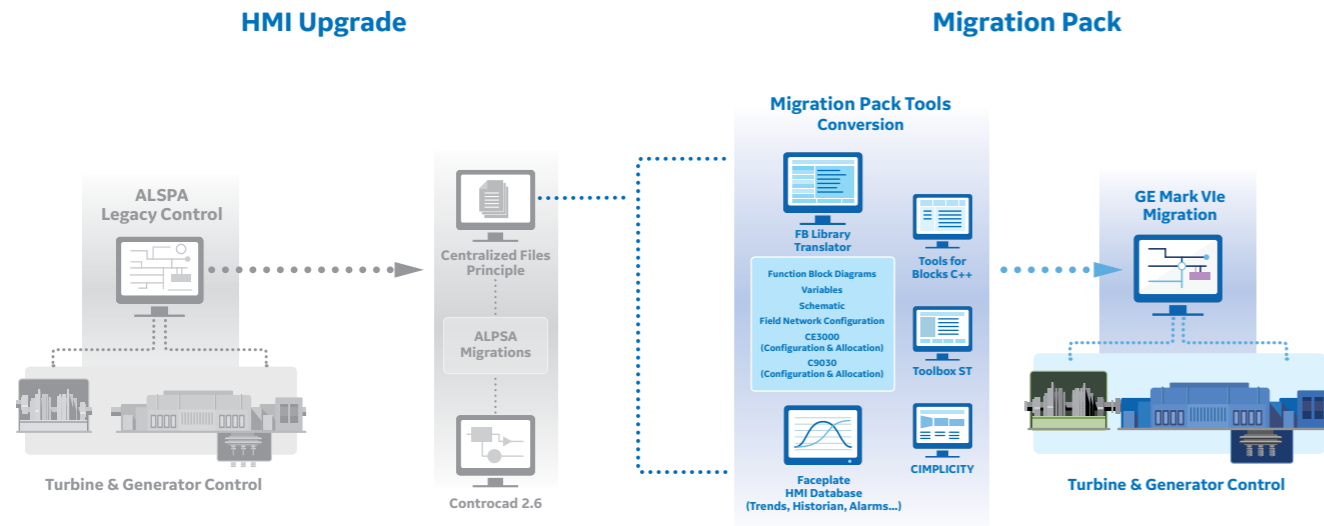 HMI Upgrade
Migration Pack
ALSPA
Legacy Control
Turbine & Generator Control
Centralized Files
Principle
ALPSA
Migrations
Controcad 2.6
Migration Pack Tools
Conversion
FB Library
Translator
Function Block Diagrams
Variables
Schematic
Field Network Configuration
CE3000
(Configuration & Allocation)
C9030
(Configuration & Allocation)
Faceplate
HMI Database
(Trends, Historian, Alarms...)
Tools for
Blocks C++
Toolbox ST
CIMPLICITY
GE Mark VIe
Migration
Turbine & Generator Control